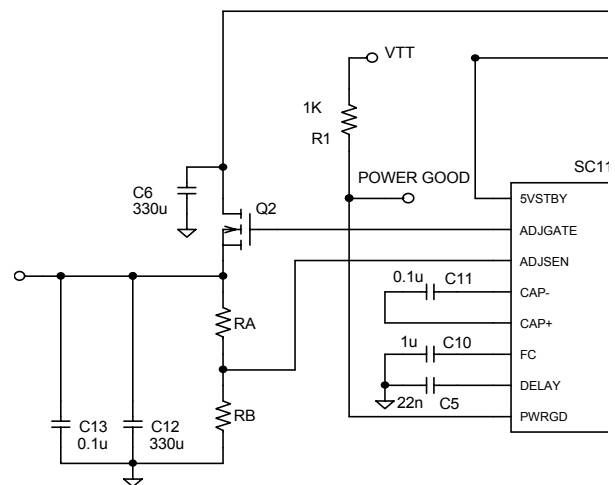 VTT
1K
R1
SC11
POWER GOOD
C6
330u
Q2
5VSTBY
ADJGATE
ADJSEN
0.1u
C11
CAP-
CAP+
RA
1u
C10
FC
DELAY
22n
C5
PWRGD
RB
C13
0.1u
C12
330u